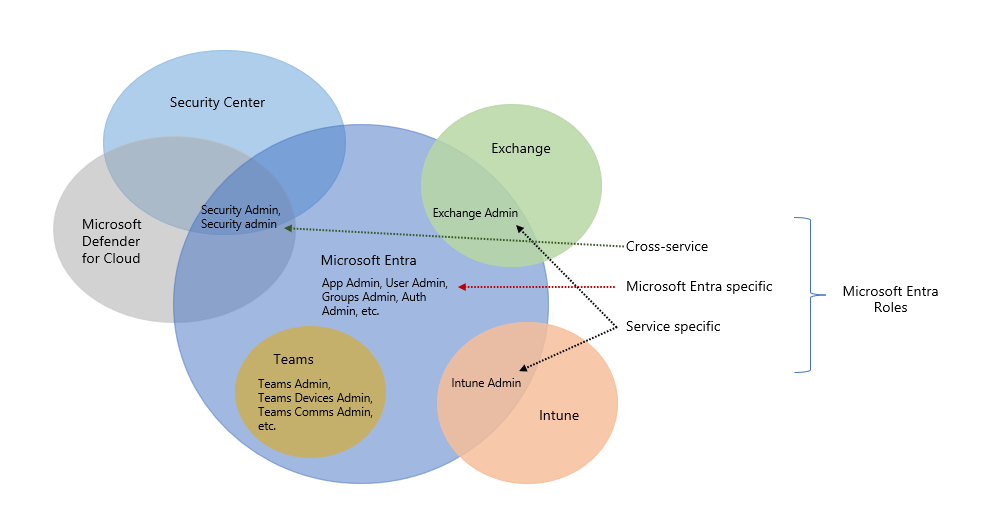 Security Center
Exchange
Security Admin,
Security admin
Exchange Admin
Microsoft
Defender
for Cloud
Cross-service
Microsoft Entra
App Admin, User Admin,
Groups Admin, Auth
Admin, etc.
Microsoft Entra specific
Microsoft Entra
Roles
Service specific
Teams
Teams Admin,
Teams Devices Admin,
Teams Comms Admin,
etc.
Intune Admin
Intune